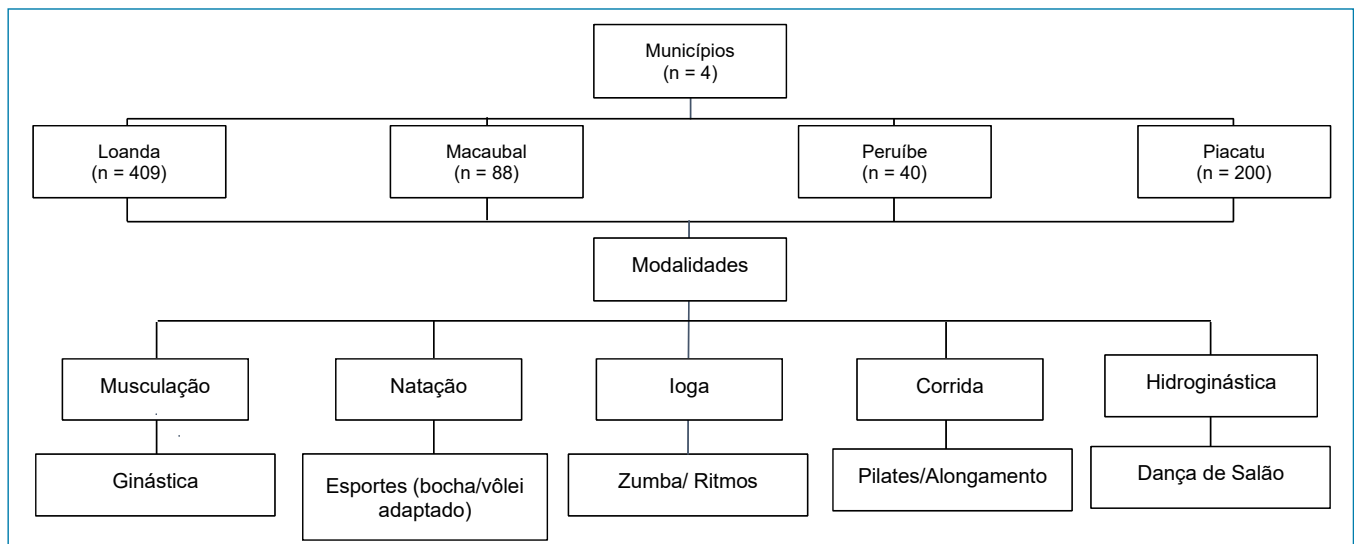 Municípios
(n = 4)
Loanda
(n = 409)
Macaubal
(n = 88)
Peruíbe
(n = 40)
Piacatu
(n = 200)
Modalidades
Musculação
Natação
Ioga
Corrida
Hidroginástica
Ginástica
Esportes (bocha/vôlei
adaptado)
Zumba/ Ritmos
Pilates/Alongamento
Dança de Salão